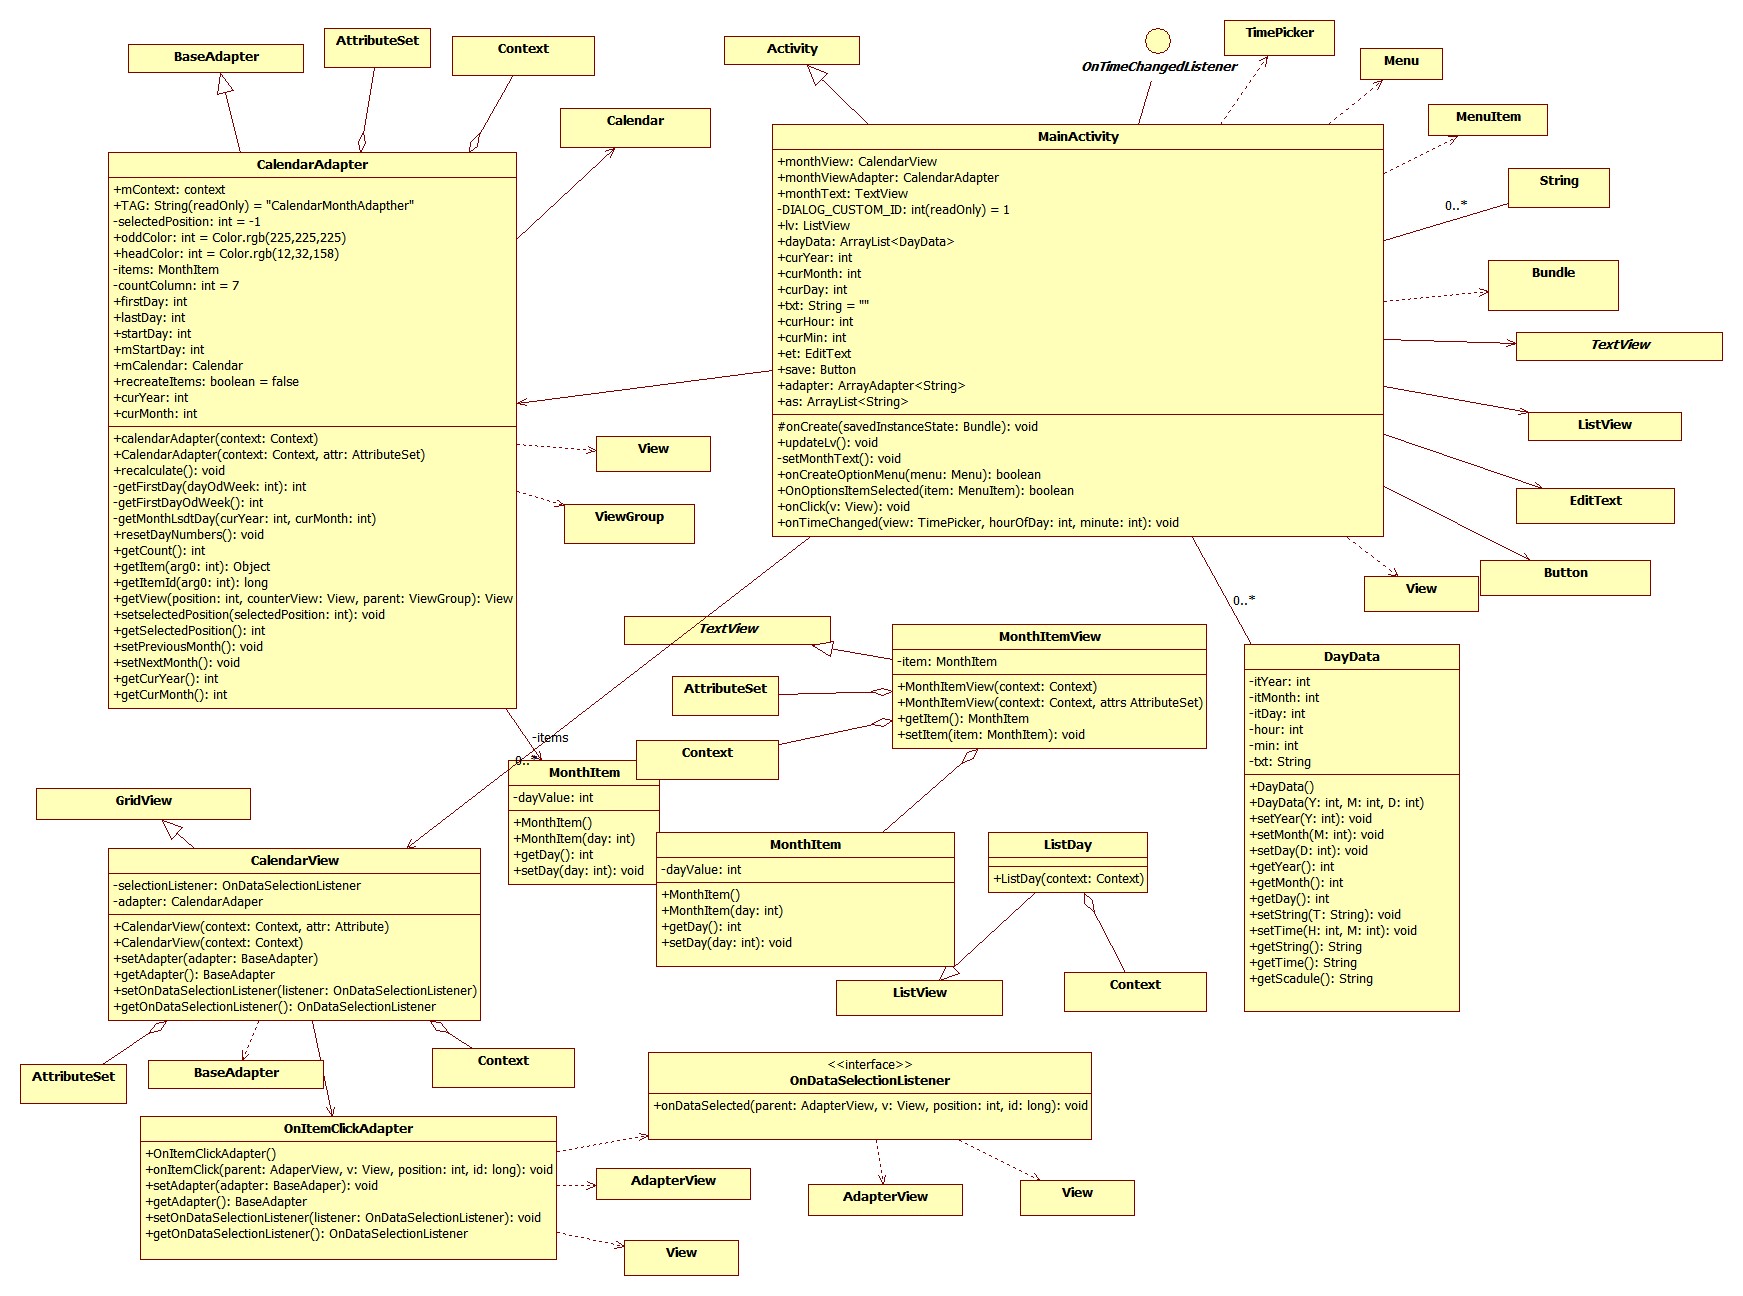 BaseAdapter
AttributeSet
Context
Calendar
CalendarAdapter
+mContext: context
+TAG: String(readOnly) = "CalendarMonthAdapther"
-selectedPosition: int = -1
+oddColor: int = Color.rgb(225,225,225)
+headColor: int = Color.rgb(12,32,158)
-items: MonthItem
-countColumn: int = 7
+firstDay: int
+lastDay: int
+startDay: int
+mStartDay: int
+mCalendar: Calendar
+recreateItems: boolean = false
+curYear: int
+curMonth: int
+calendarAdapter(context: Context)
+CalendarAdapter(context: Context, attr: AttributeSet)
+recalculate(): void
-getFirstDay(dayOdWeek: int): int
-getFirstDayOdWeek(): int
-getMonthLsdtDay(curYear: int, curMonth: int)
+resetDayNumbers(): void
+getCount(): int
+getItem(arg0: int): Object
+getItemId(arg0: int): long
+getView(position: int, counterView: View, parent: ViewGroup): View
+setselectedPosition(selectedPosition: int): void
+getSelectedPosition(): int
+setPreviousMonth(): void
+setNextMonth(): void
+getCurYear(): int
+getCurMonth(): int
View
ViewGroup
Activity
OnTimeChangedListener
TimePicker
Menu
MenuItem
String
0..*
Bundle
TextView
ListView
EditText
Button
View
MainActivity
+monthView: CalendarView
+monthViewAdapter: CalendarAdapter
+monthText: TextView
-DIALOG_CUSTOM_ID: int(readOnly) = 1
+lv: ListView
+dayData: ArrayList<DayData>
+curYear: int
+curMonth: int
+curDay: int
+txt: String = ""
+curHour: int
+curMin: int
+et: EditText
+save: Button
+adapter: ArrayAdapter<String>
+as: ArrayList<String>
#onCreate(savedInstanceState: Bundle): void
+updateLv(): void
-setMonthText(): void
+onCreateOptionMenu(menu: Menu): boolean
+OnOptionsItemSelected(item: MenuItem): boolean
+onClick(v: View): void
+onTimeChanged(view: TimePicker, hourOfDay: int, minute: int): void
0..*
DayData
-itYear: int
-itMonth: int
-itDay: int
-hour: int
-min: int
-txt: String
+DayData()
+DayData(Y: int, M: int, D: int)
+setYear(Y: int): void
+setMonth(M: int): void
+setDay(D: int): void
+getYear(): int
+getMonth(): int
+getDay(): int
+setString(T: String): void
+setTime(H: int, M: int): void
+getString(): String
+getTime(): String
+getScadule(): String
TextView
AttributeSet
Context
MonthItemView
-item: MonthItem
+MonthItemView(context: Context)
+MonthItemView(context: Context, attrs AttributeSet)
+getItem(): MonthItem
+setItem(item: MonthItem): void
-items
0..*
MonthItem
-dayValue: int
+MonthItem()
+MonthItem(day: int)
+getDay(): int
+setDay(day: int): void
MonthItem
-dayValue: int
+MonthItem()
+MonthItem(day: int)
+getDay(): int
+setDay(day: int): void
ListDay
+ListDay(context: Context)
ListView
Context
GridView
CalendarView
-selectionListener: OnDataSelectionListener
-adapter: CalendarAdaper
+CalendarView(context: Context, attr: Attribute)
+CalendarView(context: Context)
+setAdapter(adapter: BaseAdapter)
+getAdapter(): BaseAdapter
+setOnDataSelectionListener(listener: OnDataSelectionListener)
+getOnDataSelectionListener(): OnDataSelectionListener
AttributeSet
BaseAdapter
Context
OnItemClickAdapter
+OnItemClickAdapter()
+onItemClick(parent: AdaperView, v: View, position: int, id: long): void
+setAdapter(adapter: BaseAdaper): void
+getAdapter(): BaseAdapter
+setOnDataSelectionListener(listener: OnDataSelectionListener): void
+getOnDataSelectionListener(): OnDataSelectionListener
<<interface>>
OnDataSelectionListener
+onDataSelected(parent: AdapterView, v: View, position: int, id: long): void
AdapterView
View
AdapterView
View